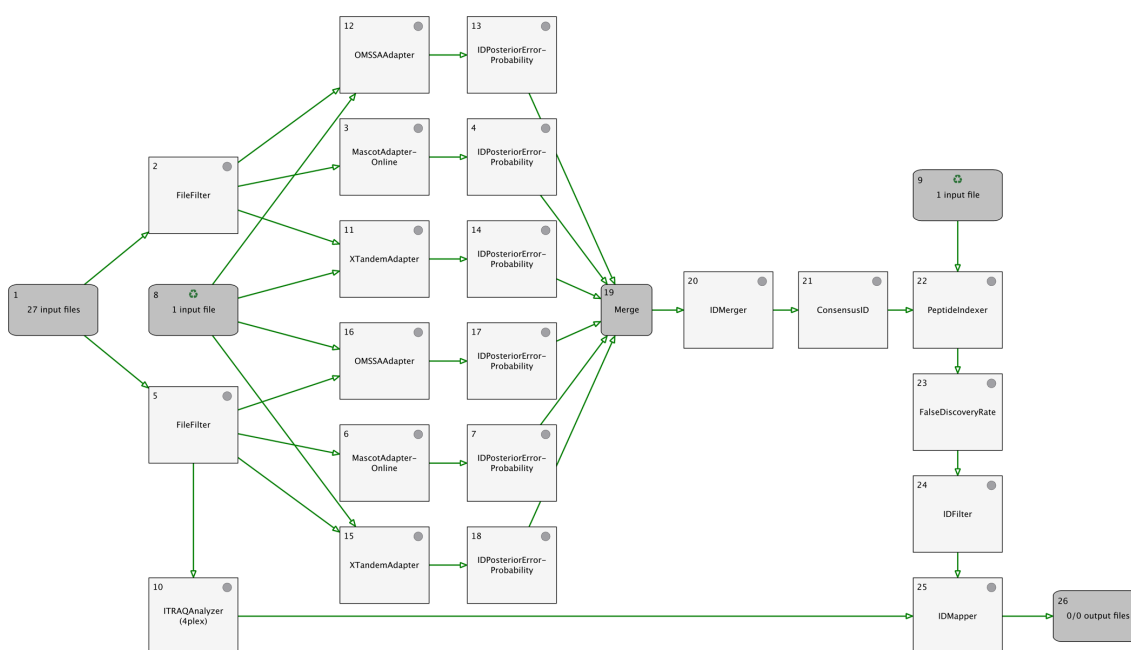 12
OMSSAAdapter
13
IDPosteriorError-
Probability
3
MascotAdapter-
Online
4
IDPosteriorError-
Probability
2
FileFilter
9
1 input file
11
XTandemAdapter
14
IDPosteriorError-
Probability
1
27 input files
8
1 input file
19
Merge
20
IDMerger
21
ConsensusID
22
PeptideIndexer
16
OMSSAAdapter
17
IDPosteriorError-
Probability
5
FileFilter
23
FalseDiscoveryRate
6
MascotAdapter-
Online
7
IDPosteriorError-
Probability
24
IDFilter
15
XTandemAdapter
18
IDPosteriorError-
Probability
10
ITRAQAnalyzer
(4plex)
25
IDMapper
26
0/0 output files